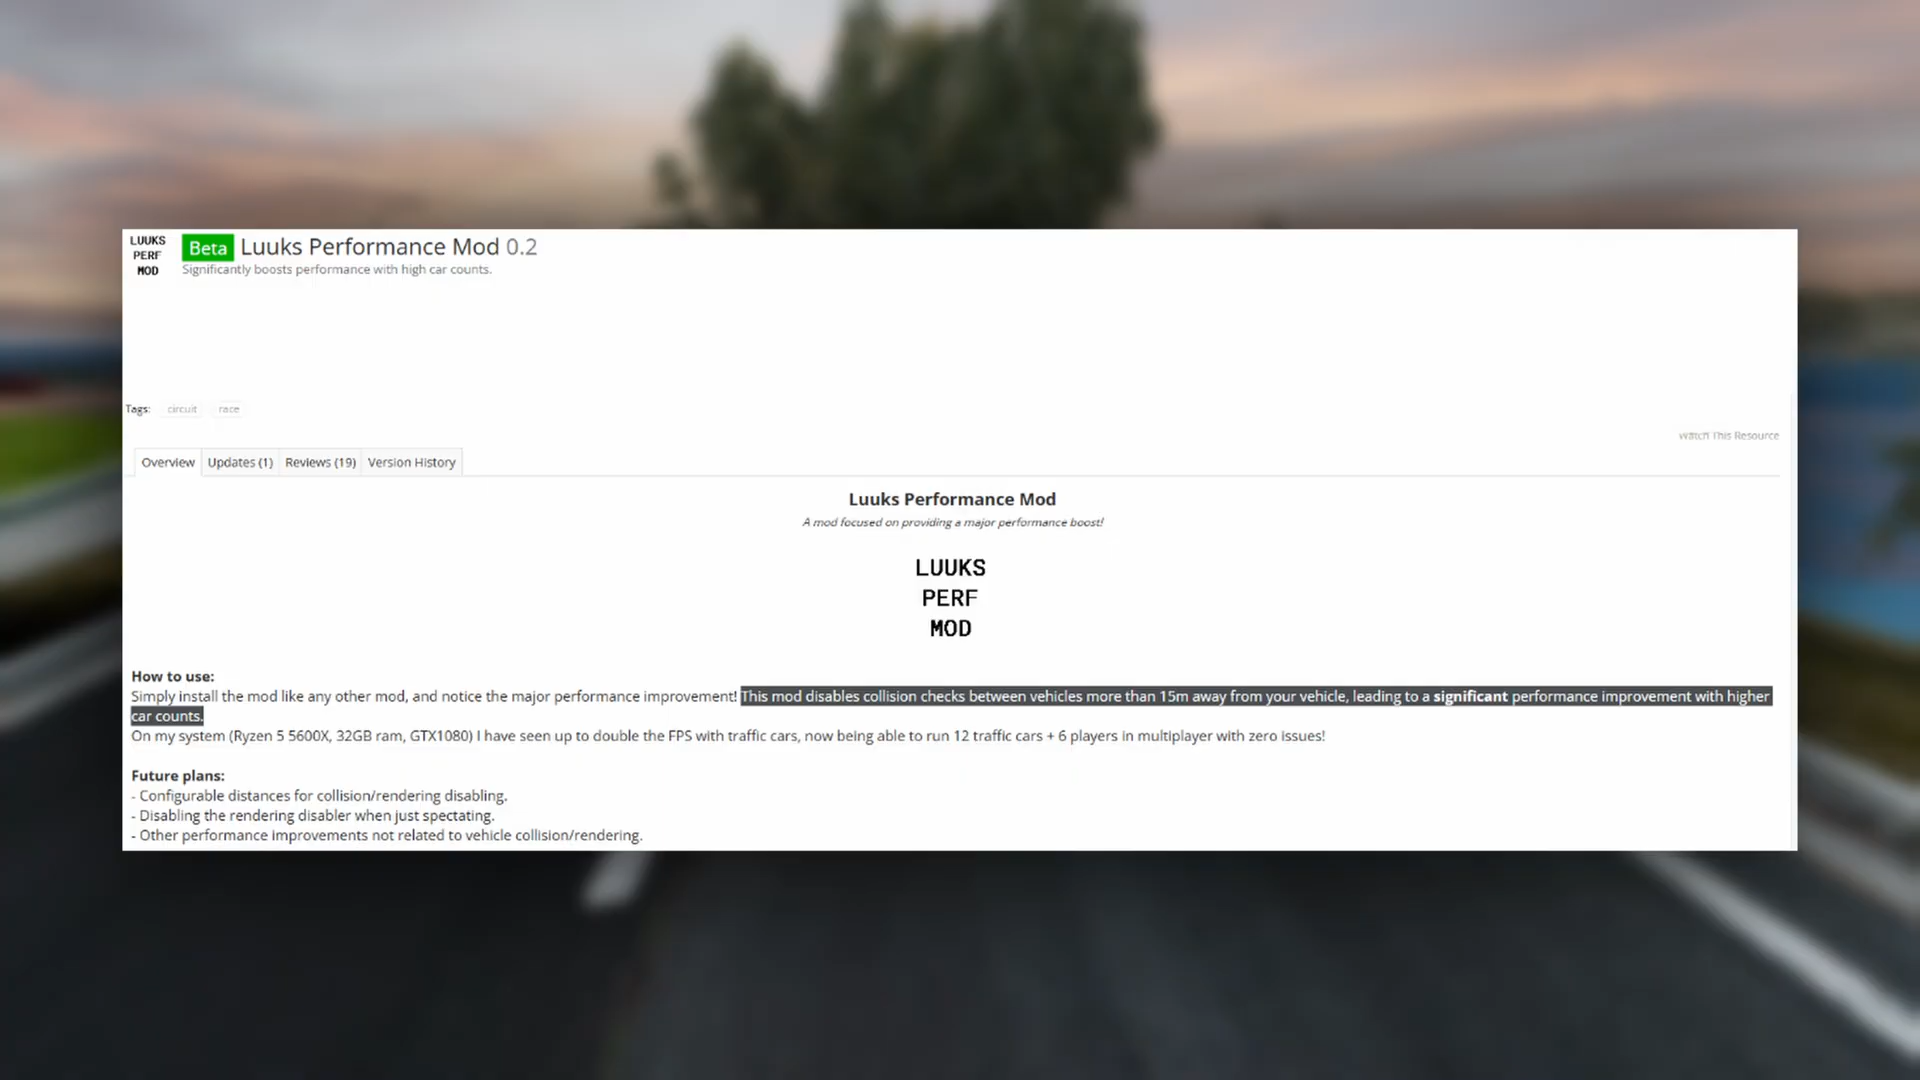 LUUKS
PERF
MOD
Beta Luuks Performance Mod 0.2
Significantly boosts performance with high car counts.
Tags: circuit race
Watch This Resource
Overview Updates (1) Reviews (19) Version History
Luuks Performance Mod
A mod focused on providing a major performance boost!
LUUKS
PERF
MOD
How to use:
Simply install the mod like any other mod, and notice the major performance improvement! This mod disables collision checks between vehicles more than 15m away from your vehicle, leading to a significant performance improvement with higher
car counts.
On my system (Ryzen 5 5600X, 32GB ram, GTX1080) I have seen up to double the FPS with traffic cars, now being able to run 12 traffic cars + 6 players in multiplayer with zero issues!
Future plans:
- Configurable distances for collision/rendering disabling.
- Disabling the rendering disabler when just spectating.
- Other performance improvements not related to vehicle collision/rendering.